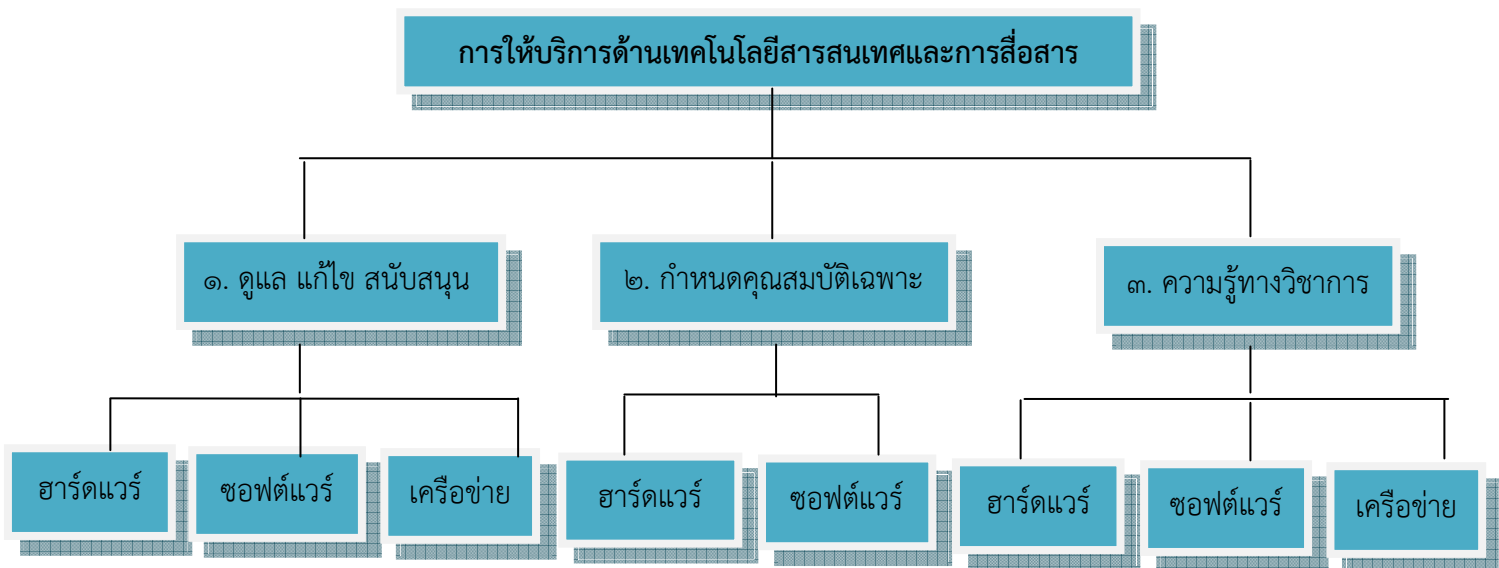 การให้บริการด้านเทคโนโลยีสารสนเทศและการสื่อสาร
๑. ดูแล แก้ไข สนับสนุน
๒. กำหนดคุณสมบัติเฉพาะ
๓. ความรู้ทางวิชาการ
ฮาร์ดแวร์
ซอฟต์แวร์
เครือข่าย
ฮาร์ดแวร์
ซอฟต์แวร์
ฮาร์ดแวร์
ซอฟต์แวร์
เครือข่าย